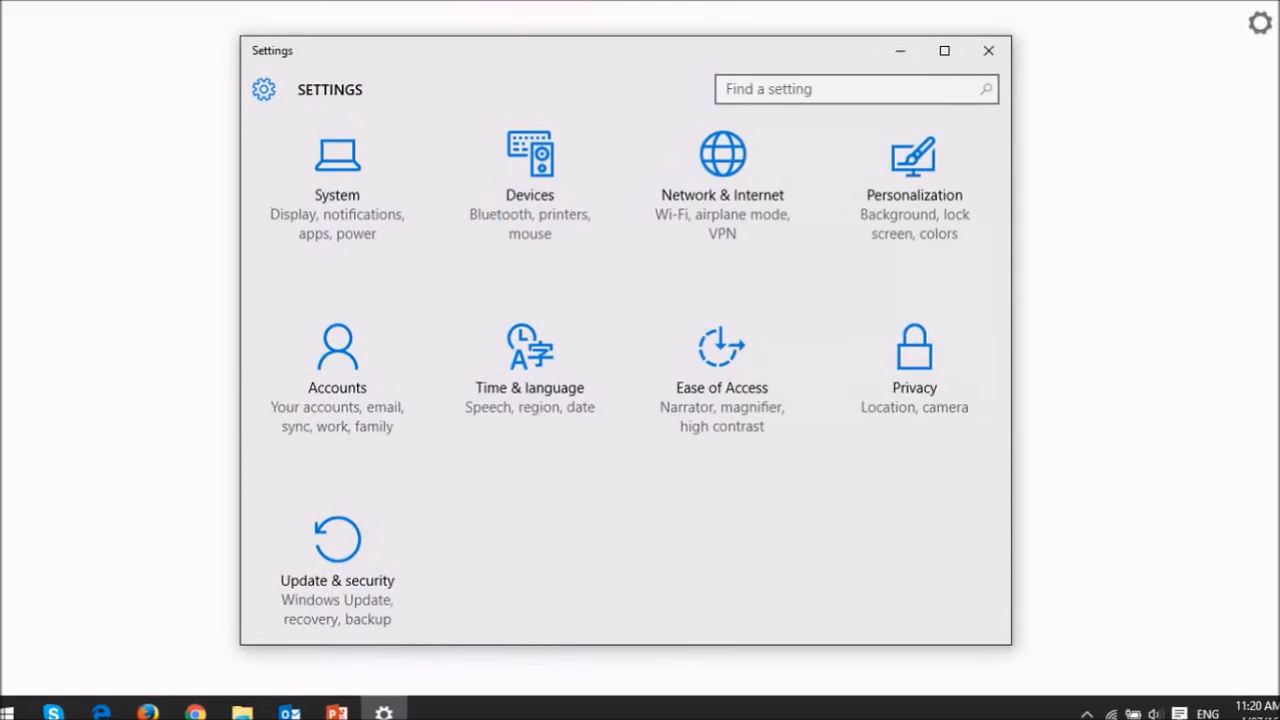 Settings
SETTINGS
Find a setting
System
Display, notifications,
apps, power
Devices
Bluetooth, printers,
mouse
Network & Internet
Wi-Fi, airplane mode,
VPN
Personalization
Background, lock
screen, colors
Accounts
Your accounts, email,
sync, work, family
Time & language
Speech, region, date
Ease of Access
Narrator, magnifier,
high contrast
Privacy
Location, camera
Update & security
Windows Update,
recovery, backup
ENG
11:20 AM